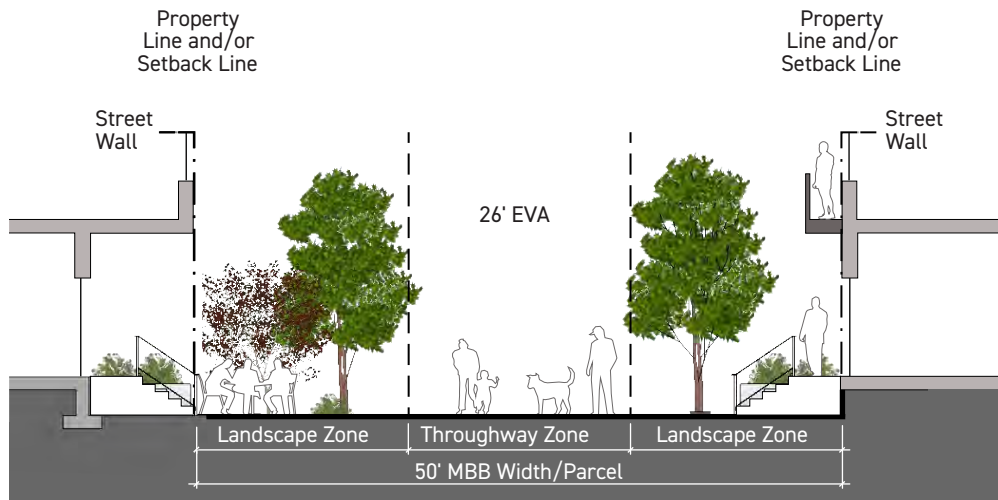 Property
Line and/or
Setback Line
Property
Line and/or
Setback Line
Street
Wall
Street
Wall
26' EVA
Landscape Zone
Throughway Zone
Landscape Zone
50' MBB Width/Parcel